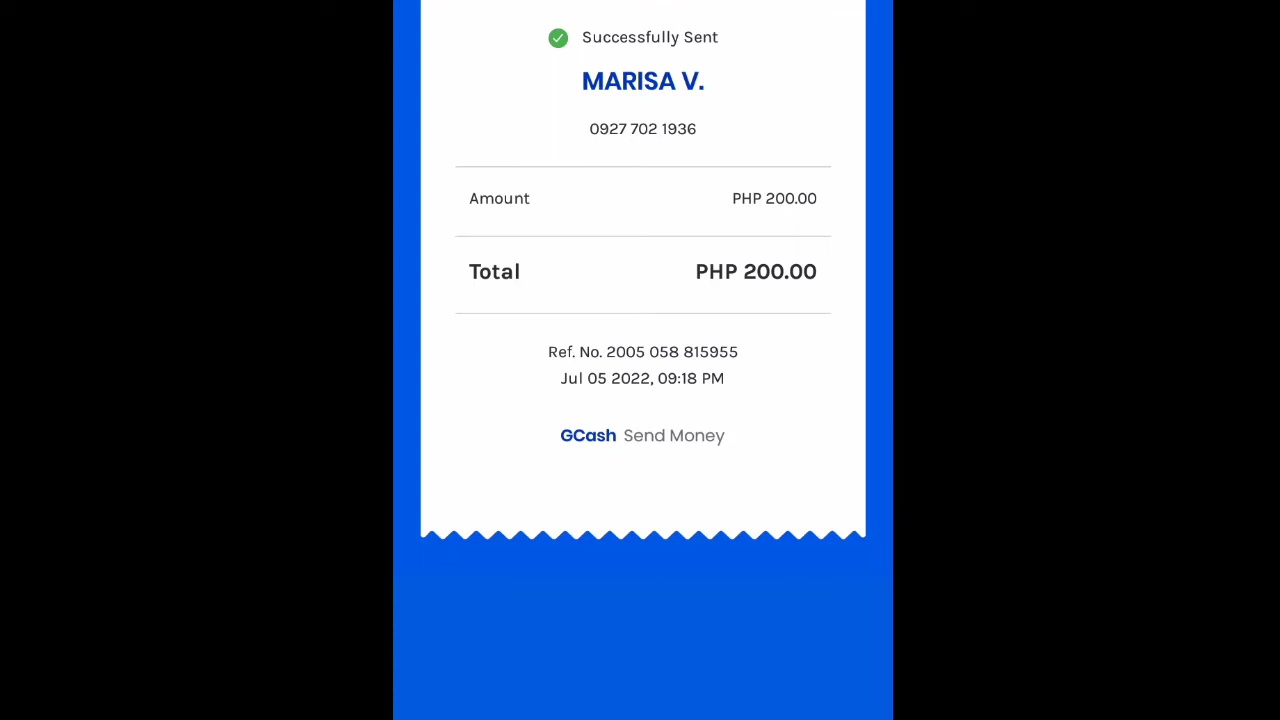 Successfully Sent
MARISA V.
0927 702 1936
Amount PHP 200.00
Total PHP 200.00
Ref. No. 2005 058 815955
Jul 05 2022, 09:18 PM
GCash Send Money